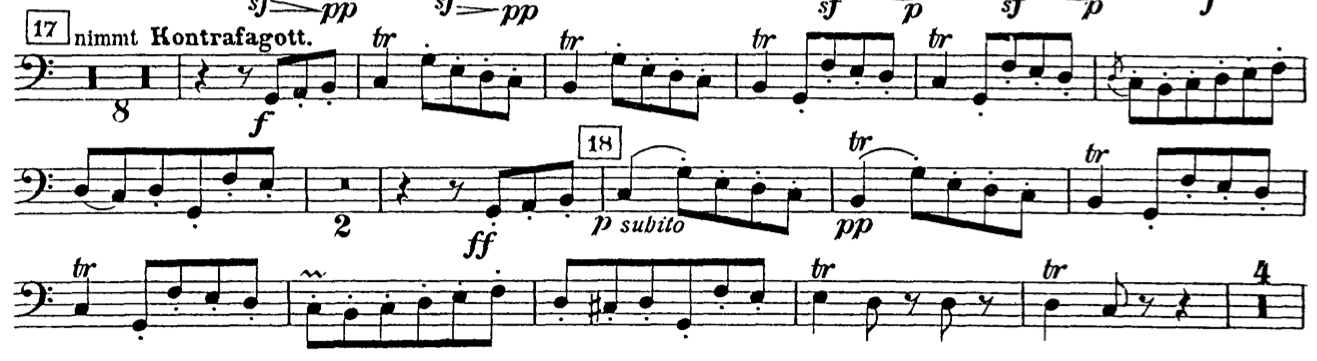 sf pp sf pp sf p sf p f
17 nimmt Kontrafagott.
tr tr tr tr
8 f
18 tr tr
2 ff p subito pp
tr tr tr 4